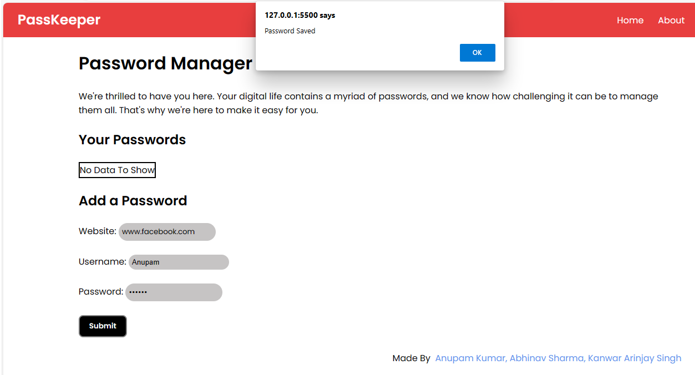 PassKeeper
127.0.0.1:5500 says
Password Saved
OK
Home About
Password Manager
We're thrilled to have you here. Your digital life contains a myriad of passwords, and we know how challenging it can be to manage
them all. That's why we're here to make it easy for you.
Your Passwords
No Data To Show
Add a Password
Website: www.facebook.com
Username: Anupam
Password: ••••••
Submit
Made By Anupam Kumar, Abhinav Sharma, Kanwar Arinjay Singh